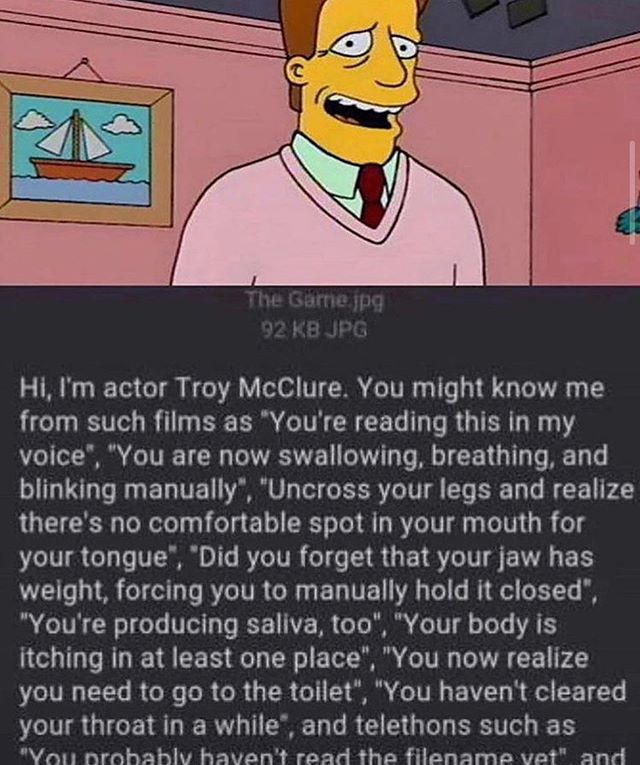 The Game.jpg
92 KB JPG
Hi, I'm actor Troy McClure. You might know me
from such films as "You're reading this in my
voice", "You are now swallowing, breathing, and
blinking manually", "Uncross your legs and realize
there's no comfortable spot in your mouth for
your tongue", "Did you forget that your jaw has
weight, forcing you to manually hold it closed",
"You're producing saliva, too", "Your body is
itching in at least one place", "You now realize
you need to go to the toilet", "You haven't cleared
your throat in a while", and telethons such as
"You probably haven't read the filename yet", and